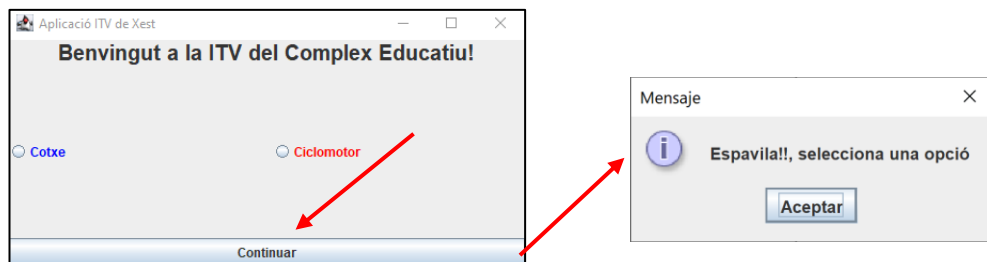 Aplicació ITV de Xest
Benvingut a la ITV del Complex Educatiu!
Cotxe
Ciclomotor
Continuar
Mensaje
Espavila!!, selecciona una opció
Aceptar